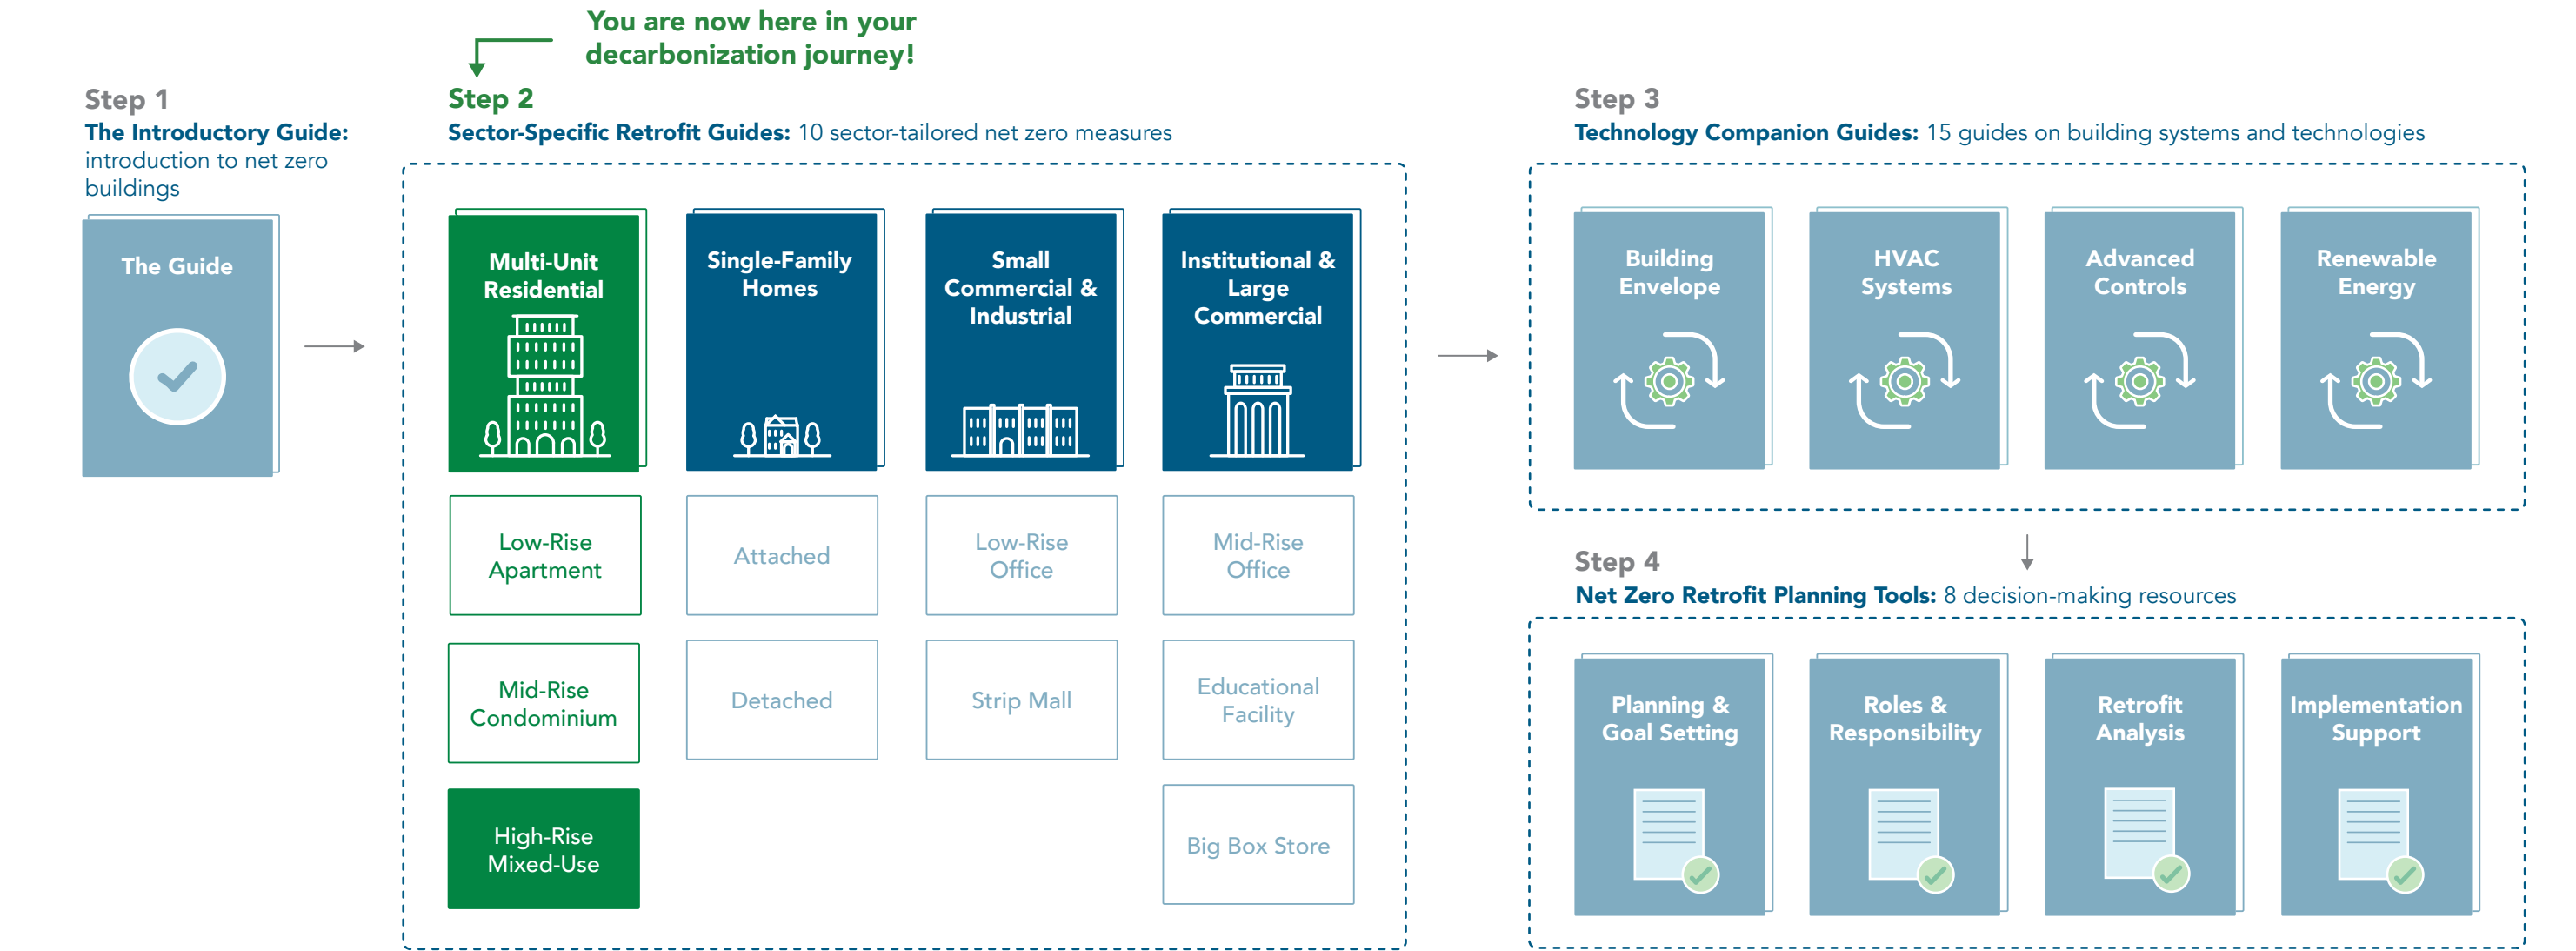 You are now here in your
decarbonization journey!
Step 1
The Introductory Guide:
introduction to net zero
buildings
The Guide
Step 2
Sector-Specific Retrofit Guides: 10 sector-tailored net zero measures
Multi-Unit
Residential
Low-Rise
Apartment
Mid-Rise
Condominium
High-Rise
Mixed-Use
Single-Family
Homes
Attached
Detached
Small
Commercial &
Industrial
Low-Rise
Office
Strip Mall
Institutional &
Large
Commercial
Mid-Rise
Office
Educational
Facility
Big Box Store
Step 3
Technology Companion Guides: 15 guides on building systems and technologies
Building
Envelope
HVAC
Systems
Advanced
Controls
Renewable
Energy
Step 4
Net Zero Retrofit Planning Tools: 8 decision-making resources
Planning &
Goal Setting
Roles &
Responsibility
Retrofit
Analysis
Implementation
Support